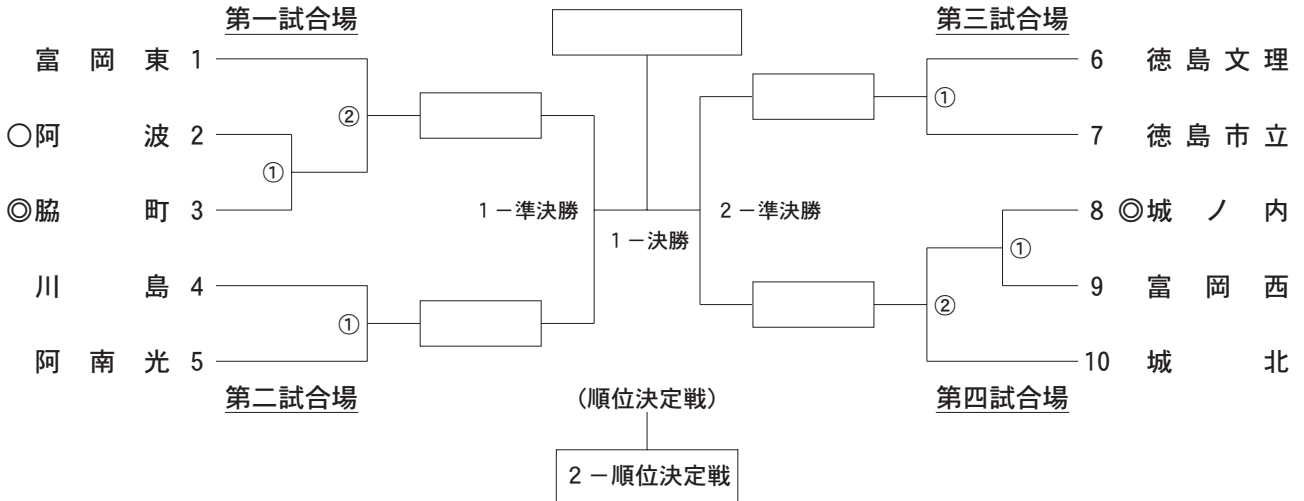 第一試合場
第三試合場
富岡東 1
6 徳島文理
①
②
○阿波 2
7 徳島市立
①
◎脇町 3
1－準決勝
2－準決勝
8 ◎城ノ内
1－決勝
①
川島 4
9 富岡西
①
②
阿南光 5
10 城北
第二試合場
(順位決定戦)
第四試合場
2－順位決定戦